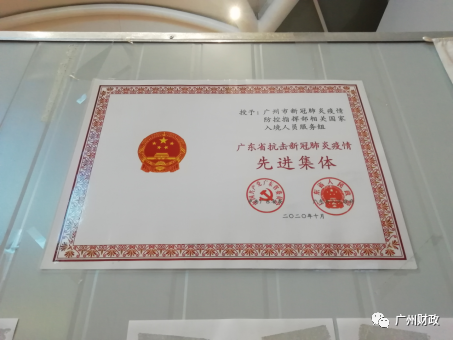 授予：广州市新冠肺炎疫情
防控指挥部相关国家
入境人员服务组
广东省抗击新冠肺炎疫情
先进集体
二〇二〇年十月
广州财政